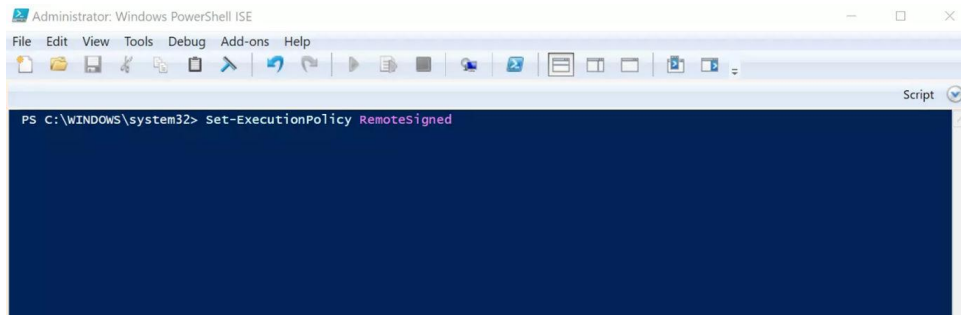 Administrator: Windows PowerShell ISE
File Edit View Tools Debug Add-ons Help
Script
PS C:\WINDOWS\system32> Set-ExecutionPolicy RemoteSigned